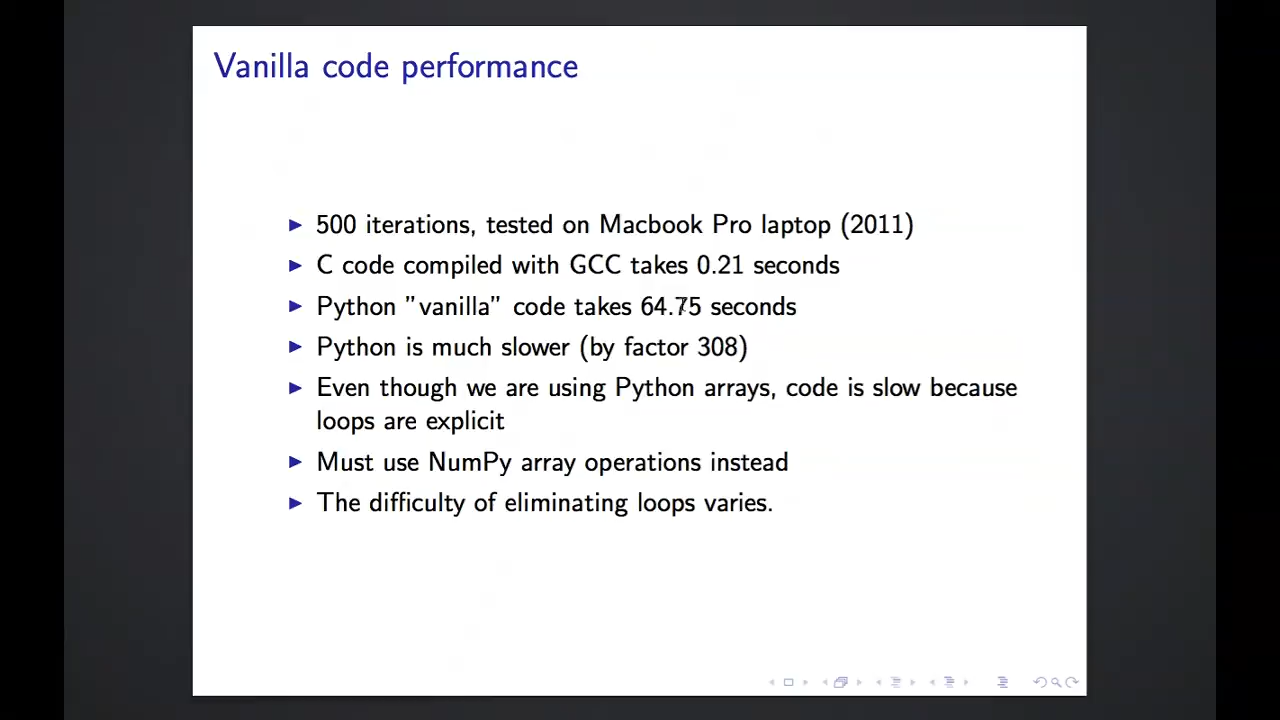 Vanilla code performance
500 iterations, tested on Macbook Pro laptop (2011)
C code compiled with GCC takes 0.21 seconds
Python "vanilla" code takes 64.75 seconds
Python is much slower (by factor 308)
Even though we are using Python arrays, code is slow because
loops are explicit
Must use NumPy array operations instead
The difficulty of eliminating loops varies.